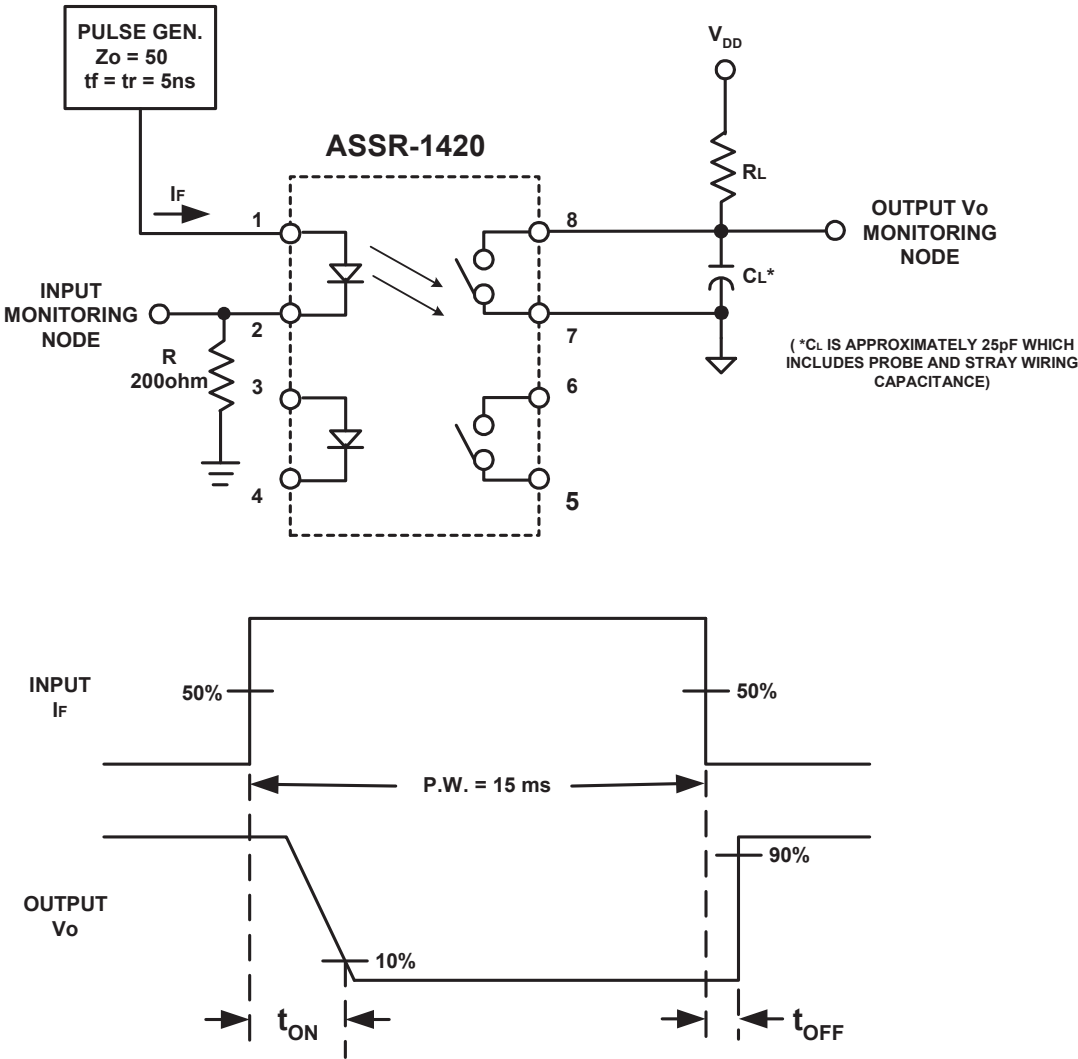 PULSE GEN.
Zo = 50
tf = tr = 5ns
VDD
ASSR-1420
RL
IF
1
8
OUTPUT Vo
MONITORING
NODE
CL*
INPUT
MONITORING
NODE
2
7
R
200ohm
( *CL IS APPROXIMATELY 25pF WHICH
INCLUDES PROBE AND STRAY WIRING
CAPACITANCE)
3
6
4
5
INPUT
IF
50%
50%
P.W. = 15 ms
90%
OUTPUT
Vo
10%
tON
tOFF